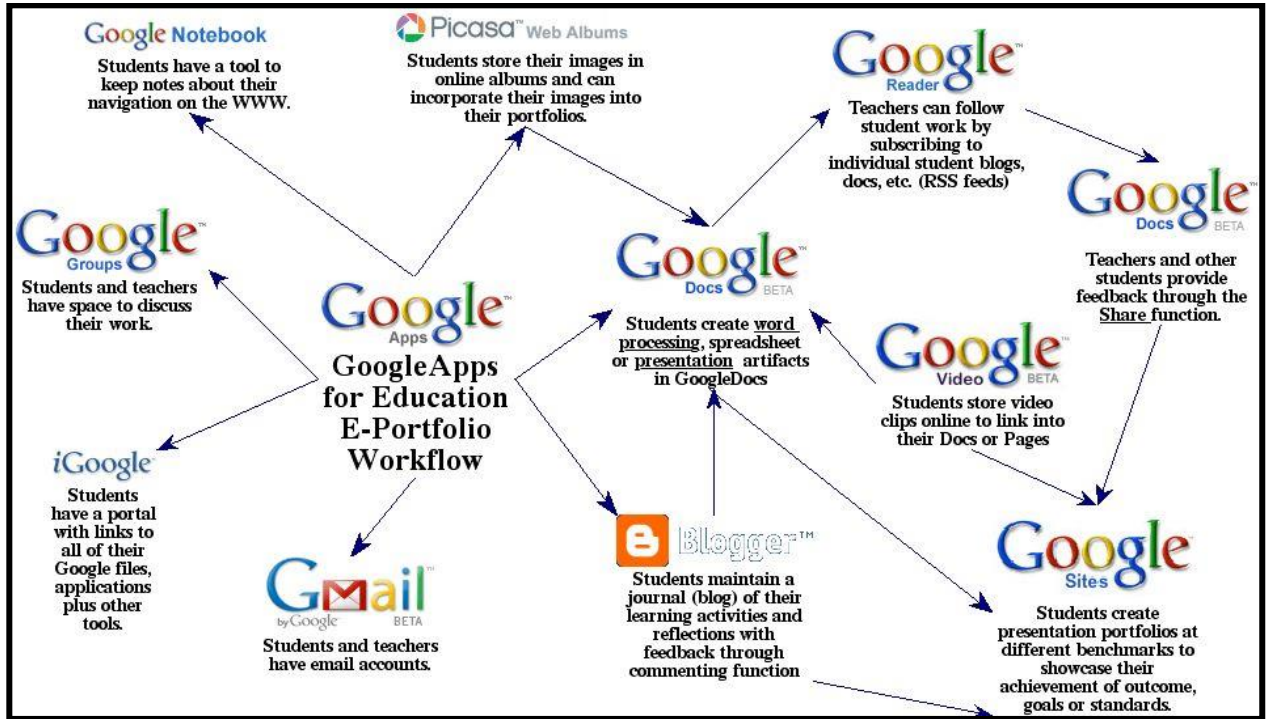 Google Notebook
Students have a tool to
keep notes about their
navigation on the WWW.
Picasa™ Web Albums
Students store their images in
online albums and can
incorporate their images into
their portfolios.
Google™
Reader
Teachers can follow
student work by
subscribing to
individual student blogs,
docs, etc. (RSS feeds)
Google™
Docs BETA
Teachers and other
students provide
feedback through the
Share function.
Google™
Groups
Students and teachers
have space to discuss
their work.
Google™
Apps
GoogleApps
for Education
E-Portfolio
Workflow
Google™
Docs BETA
Students create word
processing, spreadsheet
or presentation artifacts
in GoogleDocs
Google™
Video BETA
Students store video
clips online to link into
their Docs or Pages
iGoogle™
Students
have a portal
with links to
all of their
Google files,
applications
plus other
tools.
Gmail™
by Google BETA
Students and teachers
have email accounts.
Blogger™
Students maintain a
journal (blog) of their
learning activities and
reflections with
feedback through
commenting function
Google™
Sites
Students create
presentation portfolios at
different benchmarks to
showcase their
achievement of outcome,
goals or standards.